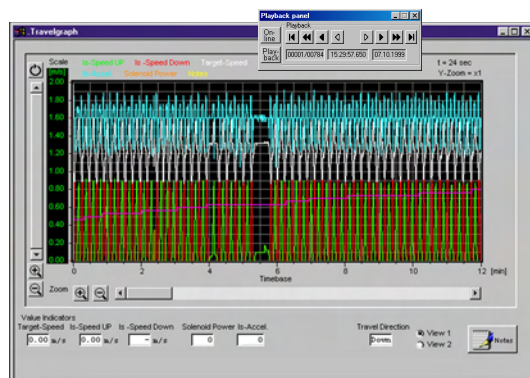 Playback panel
.Travelgraph
On-line
Playback
Play-back
00001/00784
15:29:57.650
07.10.1999
Scale
[m/s]
Is-Speed UP
Is -Speed Down
Target-Speed
t = 24 sec
Is-Accel.
Solenoid Power
Notes
Y-Zoom = x1
2.00
1.80
1.60
1.40
1.20
1.00
0.80
0.60
0.40
0.20
0.00
0 2 4 6 8 10 12 [min]
Timebase
Zoom
Value Indicators
Target-Speed Is-Speed UP Is -Speed Down Solenoid Power Is-Accel.
0.00 m/s 0.00 m/s - m/s 0 0
Travel Direction
Down
View 1
View 2
Notes